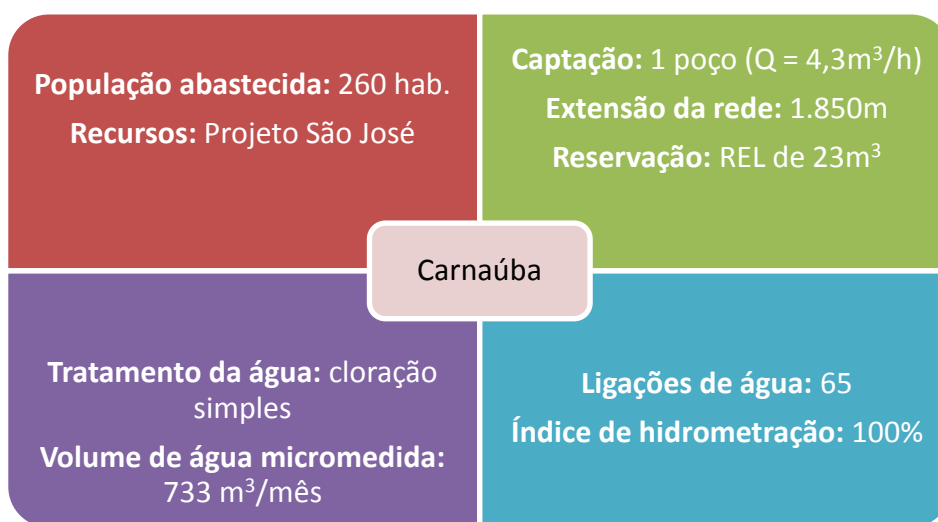 População abastecida: 260 hab.
Recursos: Projeto São José
Captação: 1 poço (Q = 4,3m³/h)
Extensão da rede: 1.850m
Reservação: REL de 23m³
Carnaúba
Tratamento da água: cloração
simples
Volume de água micromedida:
733 m³/mês
Ligações de água: 65
Índice de hidrometração: 100%